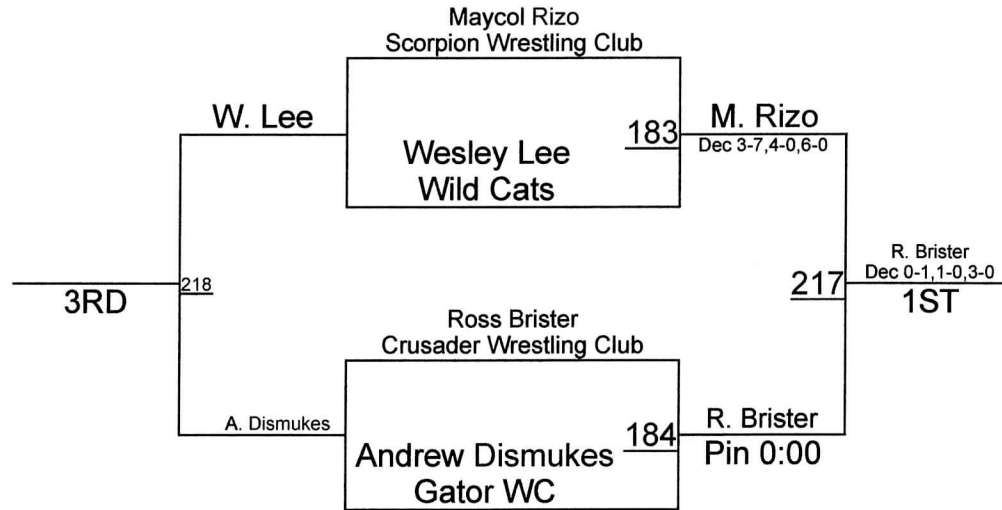 Maycol Rizo
Scorpion Wrestling Club
W. Lee
183
M. Rizo
Dec 3-7,4-0,6-0
Wesley Lee
Wild Cats
218
3RD
217
R. Brister
Dec 0-1,1-0,3-0
1ST
Ross Brister
Crusader Wrestling Club
A. Dismukes
184
R. Brister
Pin 0:00
Andrew Dismukes
Gator WC